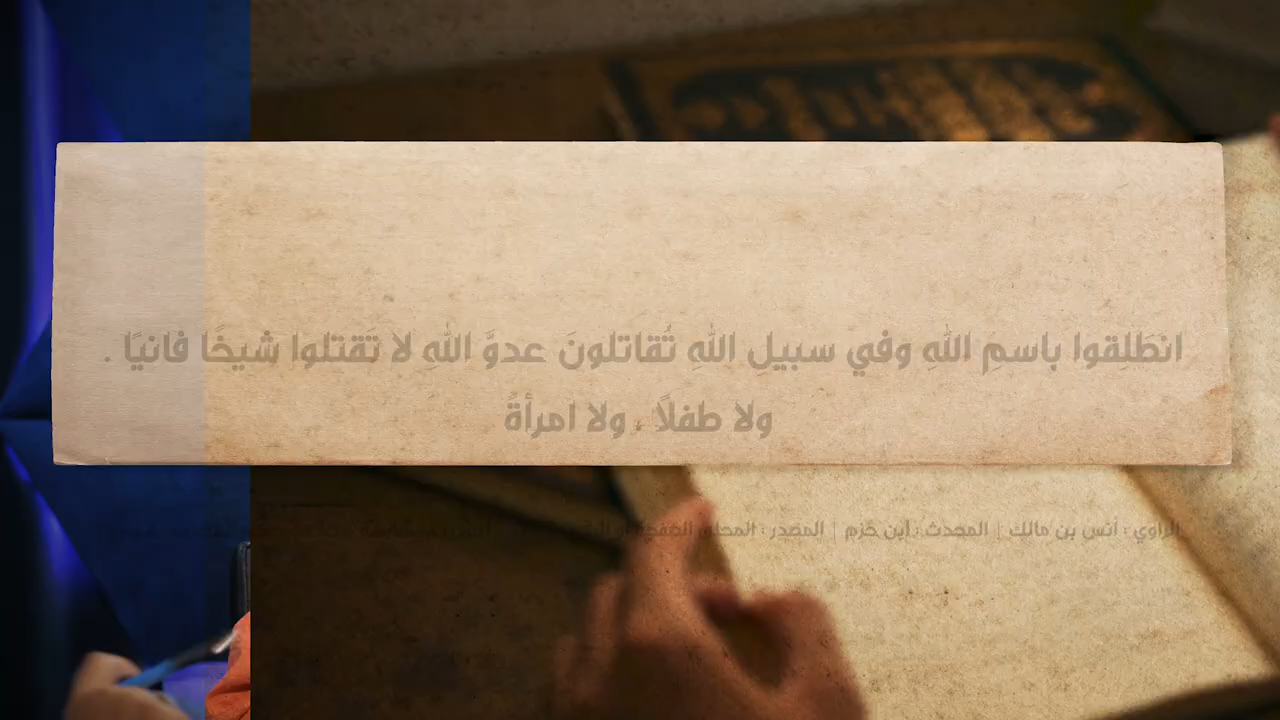 انطَلِقوا باسمِ اللهِ وفي سبيلِ اللهِ تُقاتلونَ عدوَّ اللهِ لا تَقتلوا شيخًا فانيًا .
ولا طفلاً . ولا امرأةً
الراوي : أنس بن مالك | المحدث : ابن حزم | المصدر : المحلى